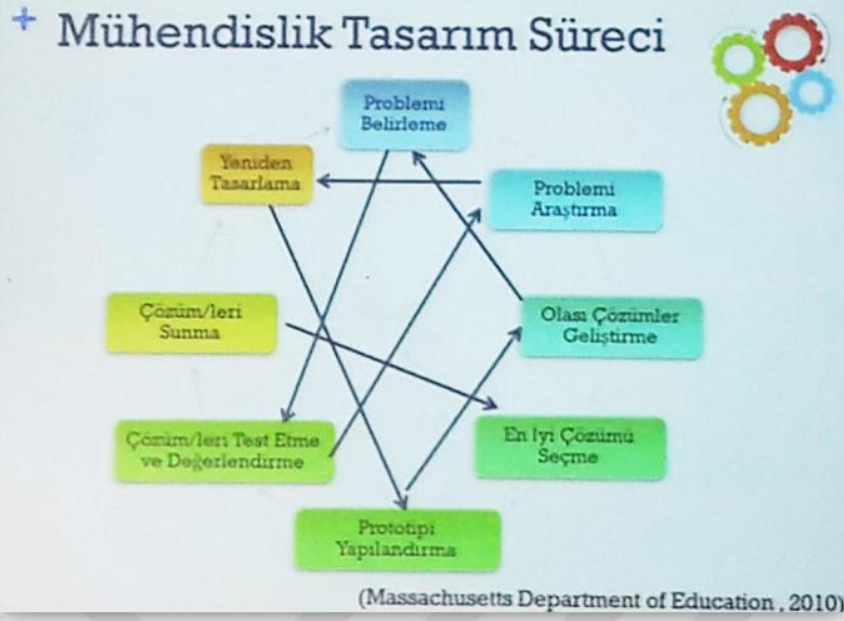 + Mühendislik Tasarım Süreci
Problemi
Belirleme
Yeniden
Tasarlama
Problemi
Araştırma
Çözüm/leri
Sunma
Olası Çözümler
Geliştirme
Çözüm/leri Test Etme
ve Değerlendirme
En İyi Çözümü
Seçme
Prototipi
Yapılandırma
(Massachusetts Department of Education , 2010)